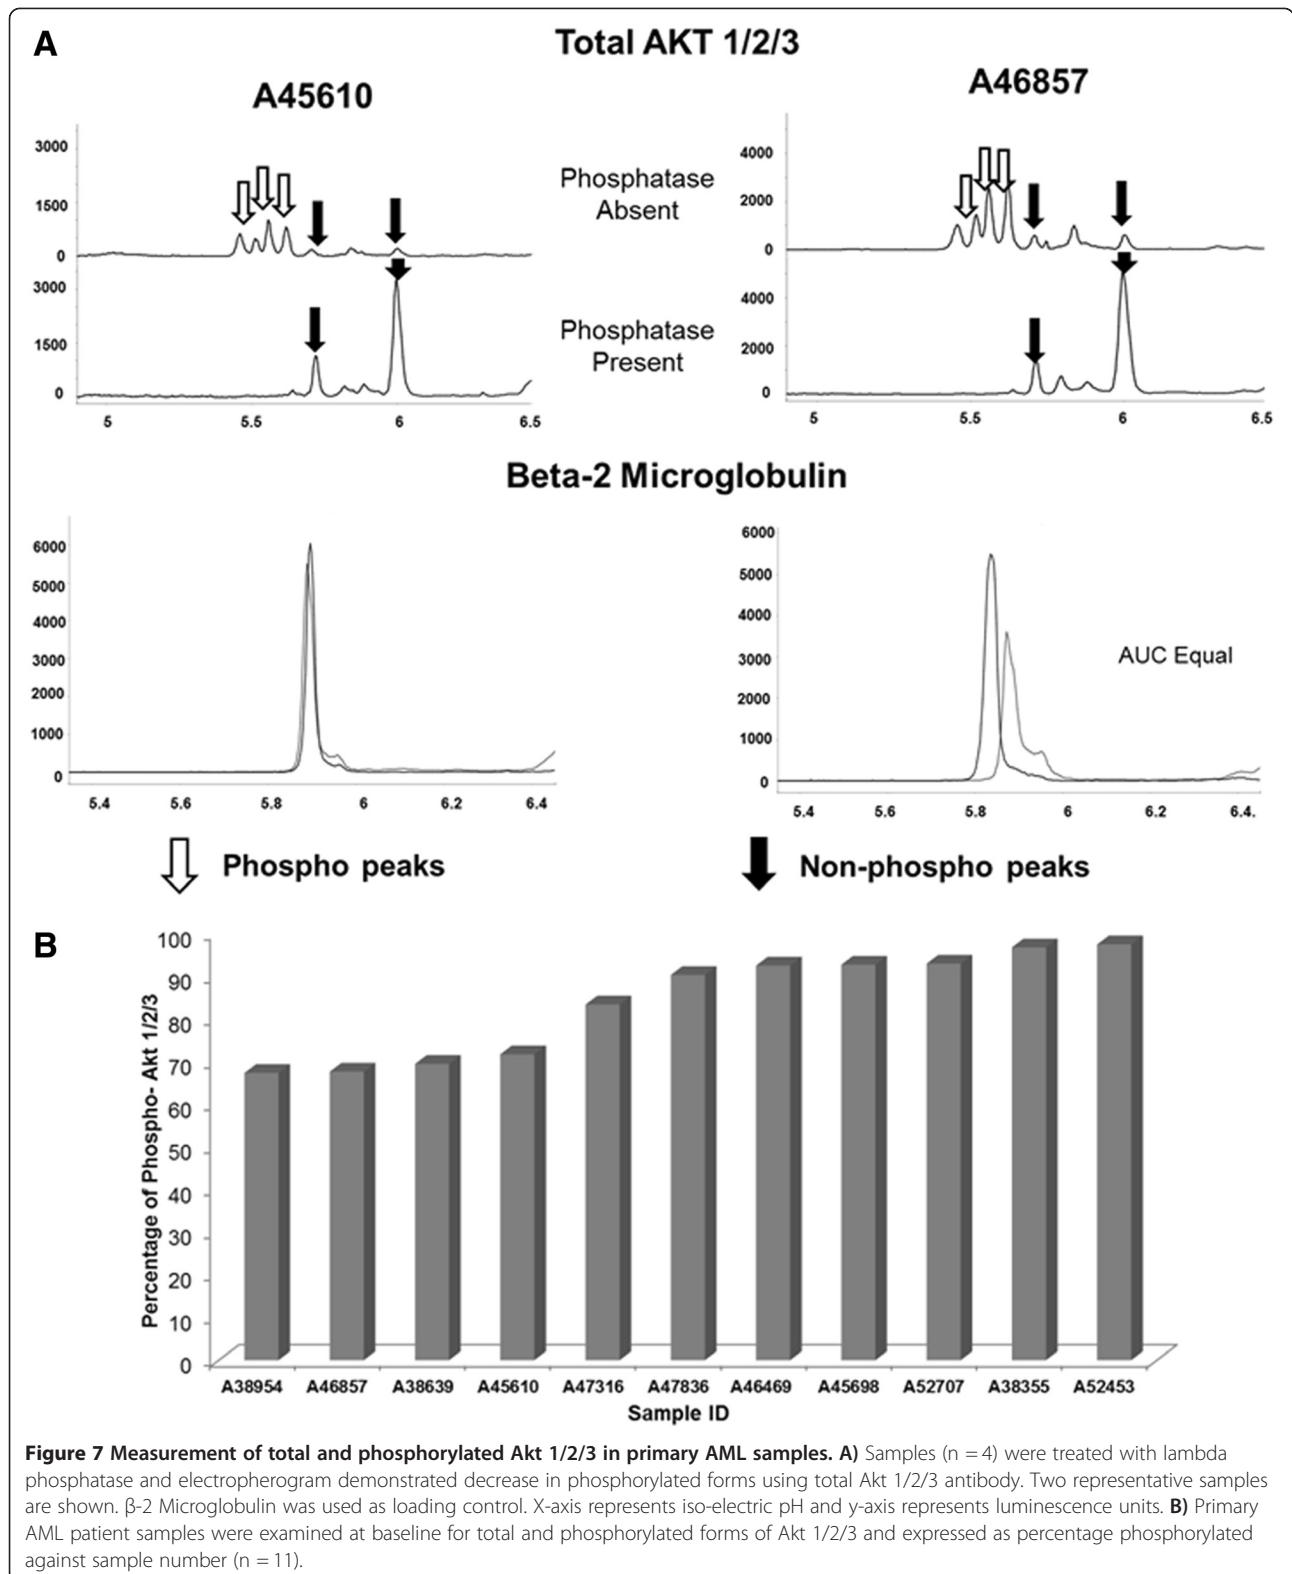 A
Total AKT 1/2/3
A45610
A46857
3000
1500
0
3000
1500
0
5
5.5
6
6.5
Phosphatase
Absent
Phosphatase
Present
4000
2000
0
4000
2000
0
5
5.5
6
6.5
Beta-2 Microglobulin
6000
5000
4000
3000
2000
1000
0
5.4
5.6
5.8
6
6.2
6.4
6000
5000
4000
3000
2000
1000
0
AUC Equal
5.4
5.6
5.8
6
6.2
6.4.
Phospho peaks
Non-phospho peaks
B
Percentage of Phospho- Akt 1/2/3
100
90
80
70
60
50
40
30
20
10
0
A38954
A46857
A38639
A45610
A47316
A47836
A46469
A45698
A52707
A38355
A52453
Sample ID
Figure 7 Measurement of total and phosphorylated Akt 1/2/3 in primary AML samples. A) Samples (n = 4) were treated with lambda
phosphatase and electropherogram demonstrated decrease in phosphorylated forms using total Akt 1/2/3 antibody. Two representative samples
are shown. β-2 Microglobulin was used as loading control. X-axis represents iso-electric pH and y-axis represents luminescence units. B) Primary
AML patient samples were examined at baseline for total and phosphorylated forms of Akt 1/2/3 and expressed as percentage phosphorylated
against sample number (n = 11).